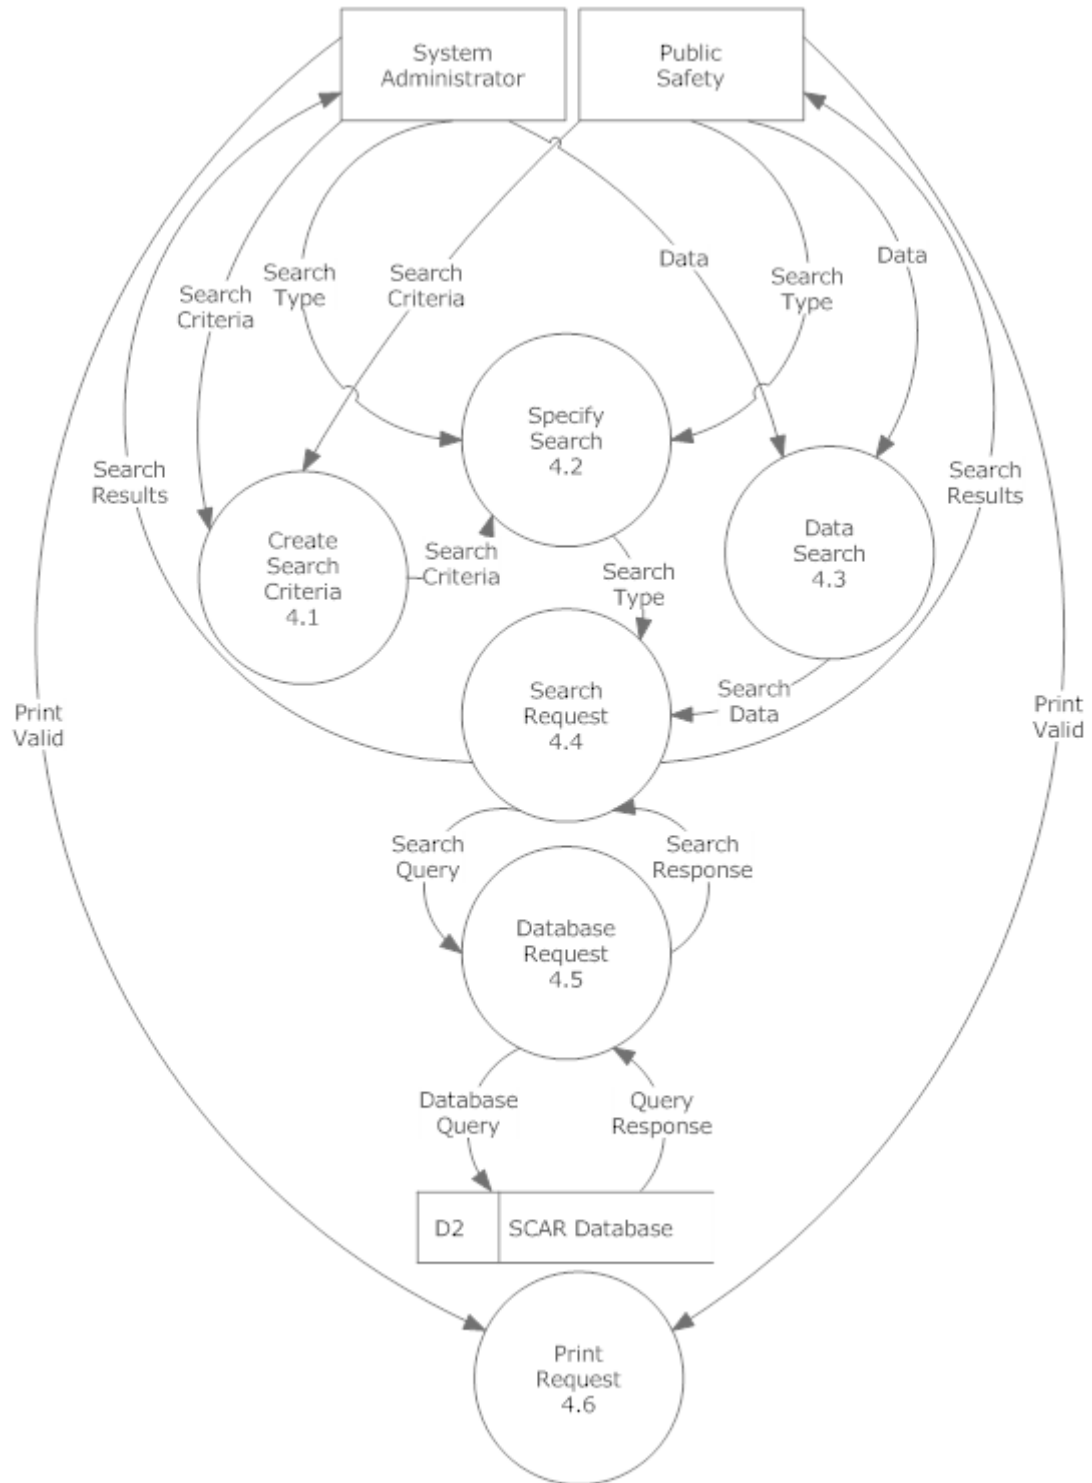 System
Administrator
Public
Safety
Search
Type
Search
Criteria
Data
Search
Type
Data
Search
Criteria
Specify
Search
4.2
Search
Results
Search
Results
Create
Search
Criteria
4.1
Search
Criteria
Data
Search
4.3
Search
Type
Search
Request
4.4
Search
Data
Print
Valid
Print
Valid
Search
Query
Search
Response
Database
Request
4.5
Database
Query
Query
Response
D2
SCAR Database
Print
Request
4.6